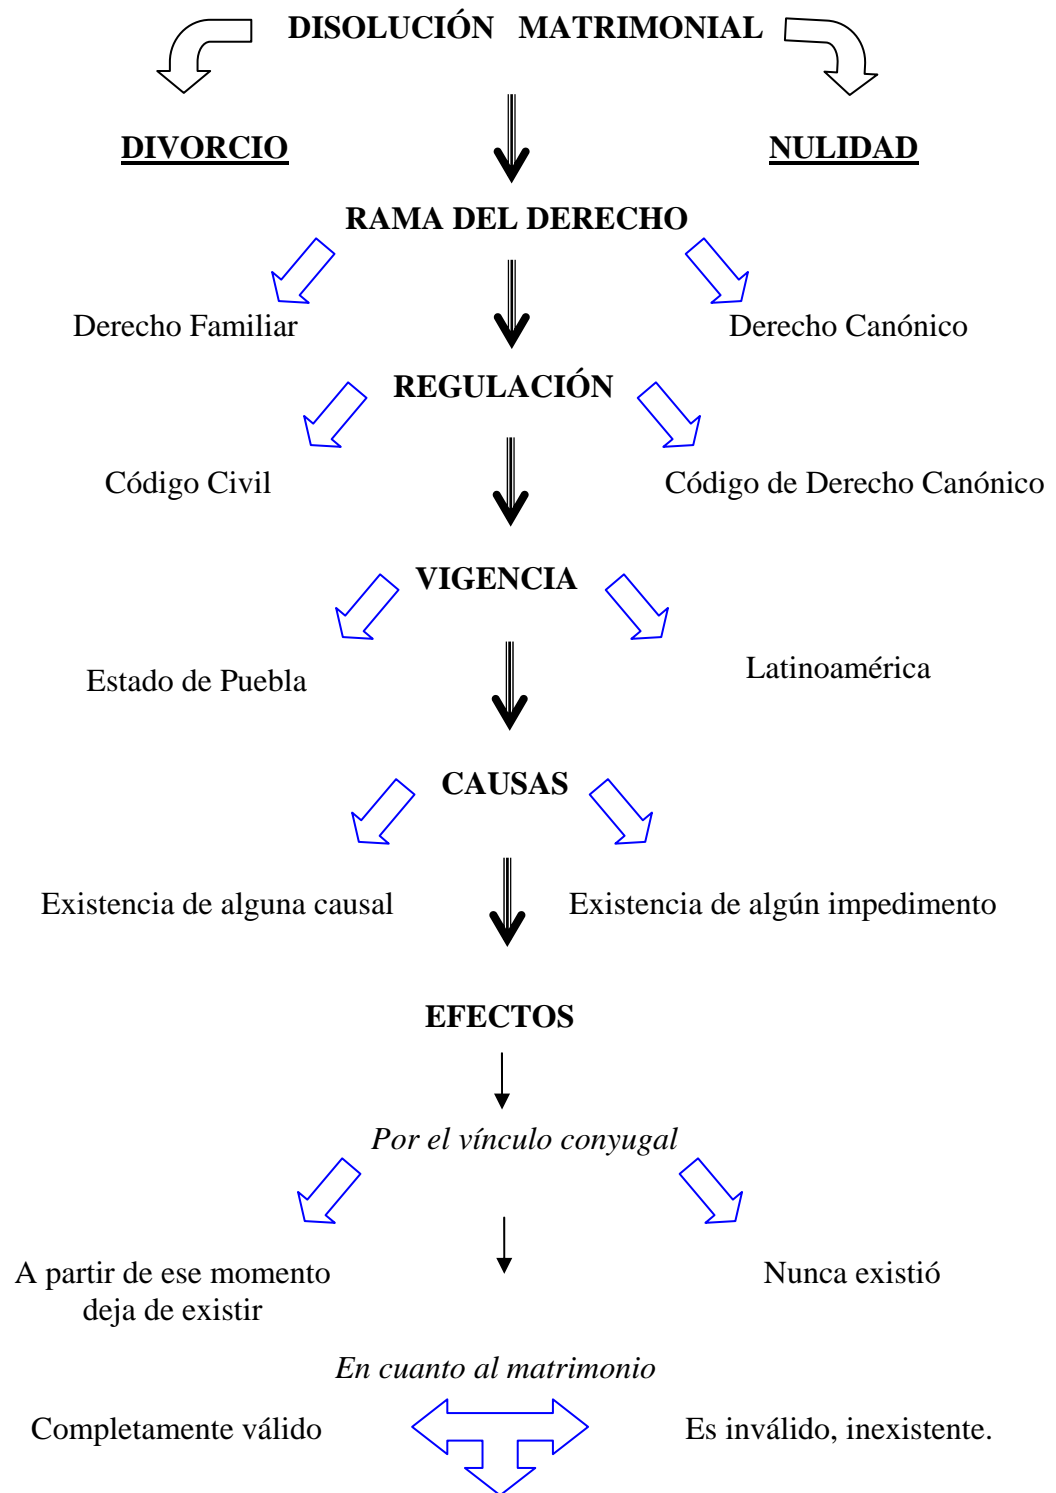 DISOLUCIÓN MATRIMONIAL
DIVORCIO
NULIDAD
RAMA DEL DERECHO
Derecho Familiar
Derecho Canónico
REGULACIÓN
Código Civil
Código de Derecho Canónico
VIGENCIA
Estado de Puebla
Latinoamérica
CAUSAS
Existencia de alguna causal
Existencia de algún impedimento
EFECTOS
Por el vínculo conyugal
A partir de ese momento
deja de existir
Nunca existió
En cuanto al matrimonio
Completamente válido
Es inválido, inexistente.